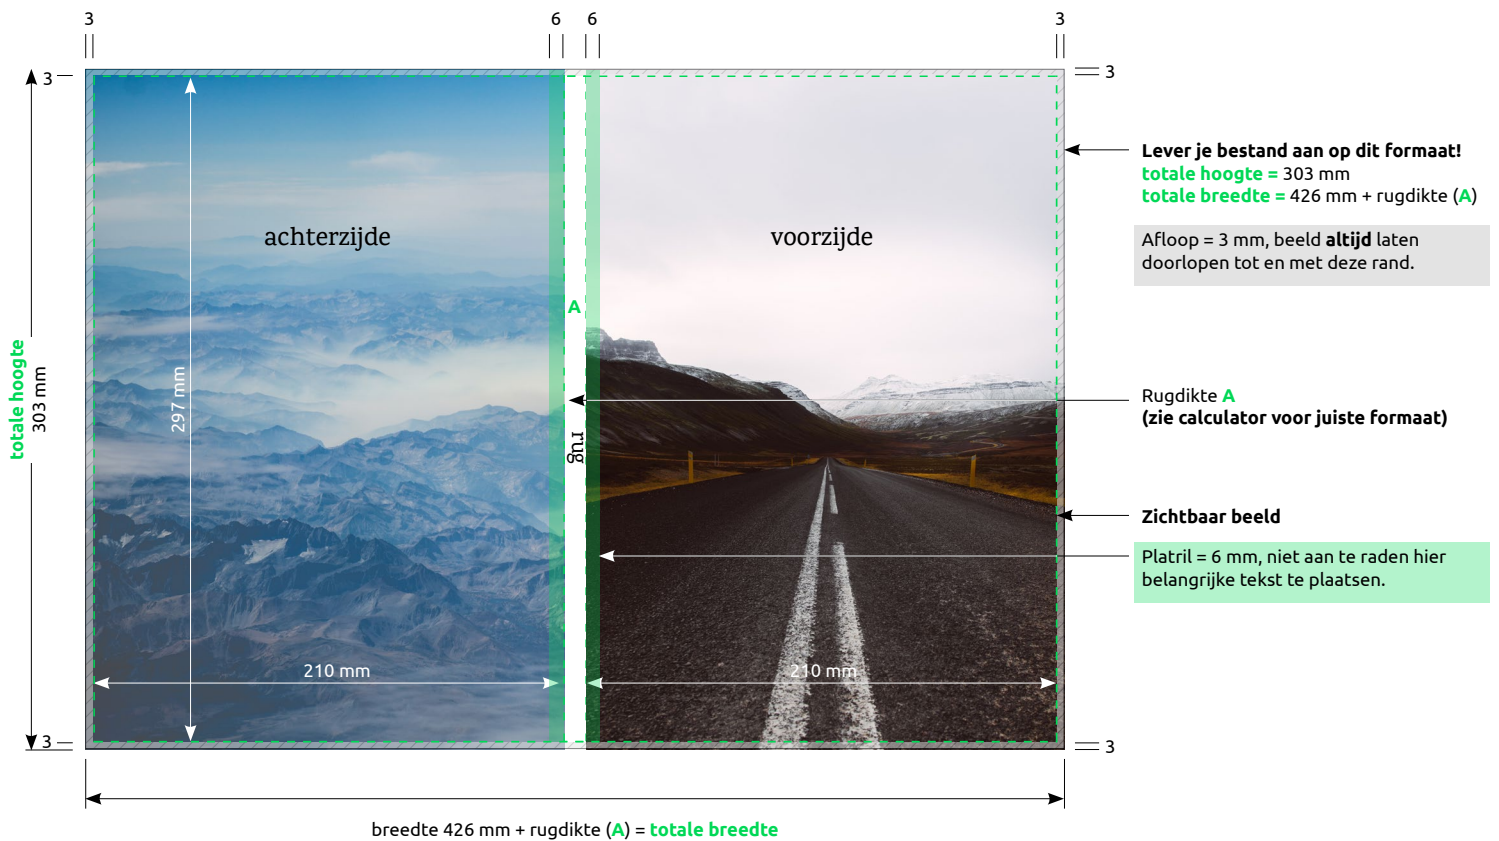 3
6
6
3
3
3
achterzijde
voorzijde
Lever je bestand aan op dit formaat!
totale hoogte = 303 mm
totale breedte = 426 mm + rugdikte (A)
Afloop = 3 mm, beeld altijd laten
doorlopen tot en met deze rand.
A
totale hoogte
303 mm
297 mm
Rugdikte A
(zie calculator voor juiste formaat)
rug
Zichtbaar beeld
Platril = 6 mm, niet aan te raden hier
belangrijke tekst te plaatsen.
210 mm
210 mm
3
3
breedte 426 mm + rugdikte (A) = totale breedte